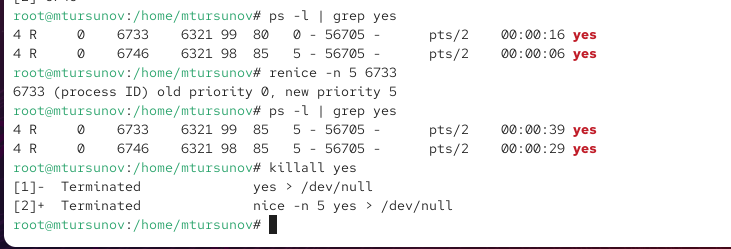 root@mtursunov:/home/mtursunov# ps -l | grep yes
4 R     0    6733    6321 99  80   0 - 56705 -      pts/2    00:00:16 yes
4 R     0    6746    6321 98  85   5 - 56705 -      pts/2    00:00:06 yes
root@mtursunov:/home/mtursunov# renice -n 5 6733
6733 (process ID) old priority 0, new priority 5
root@mtursunov:/home/mtursunov# ps -l | grep yes
4 R     0    6733    6321 99  85   5 - 56705 -      pts/2    00:00:39 yes
4 R     0    6746    6321 98  85   5 - 56705 -      pts/2    00:00:29 yes
root@mtursunov:/home/mtursunov# killall yes
[1]-  Terminated              yes > /dev/null
[2]+  Terminated              nice -n 5 yes > /dev/null
root@mtursunov:/home/mtursunov#